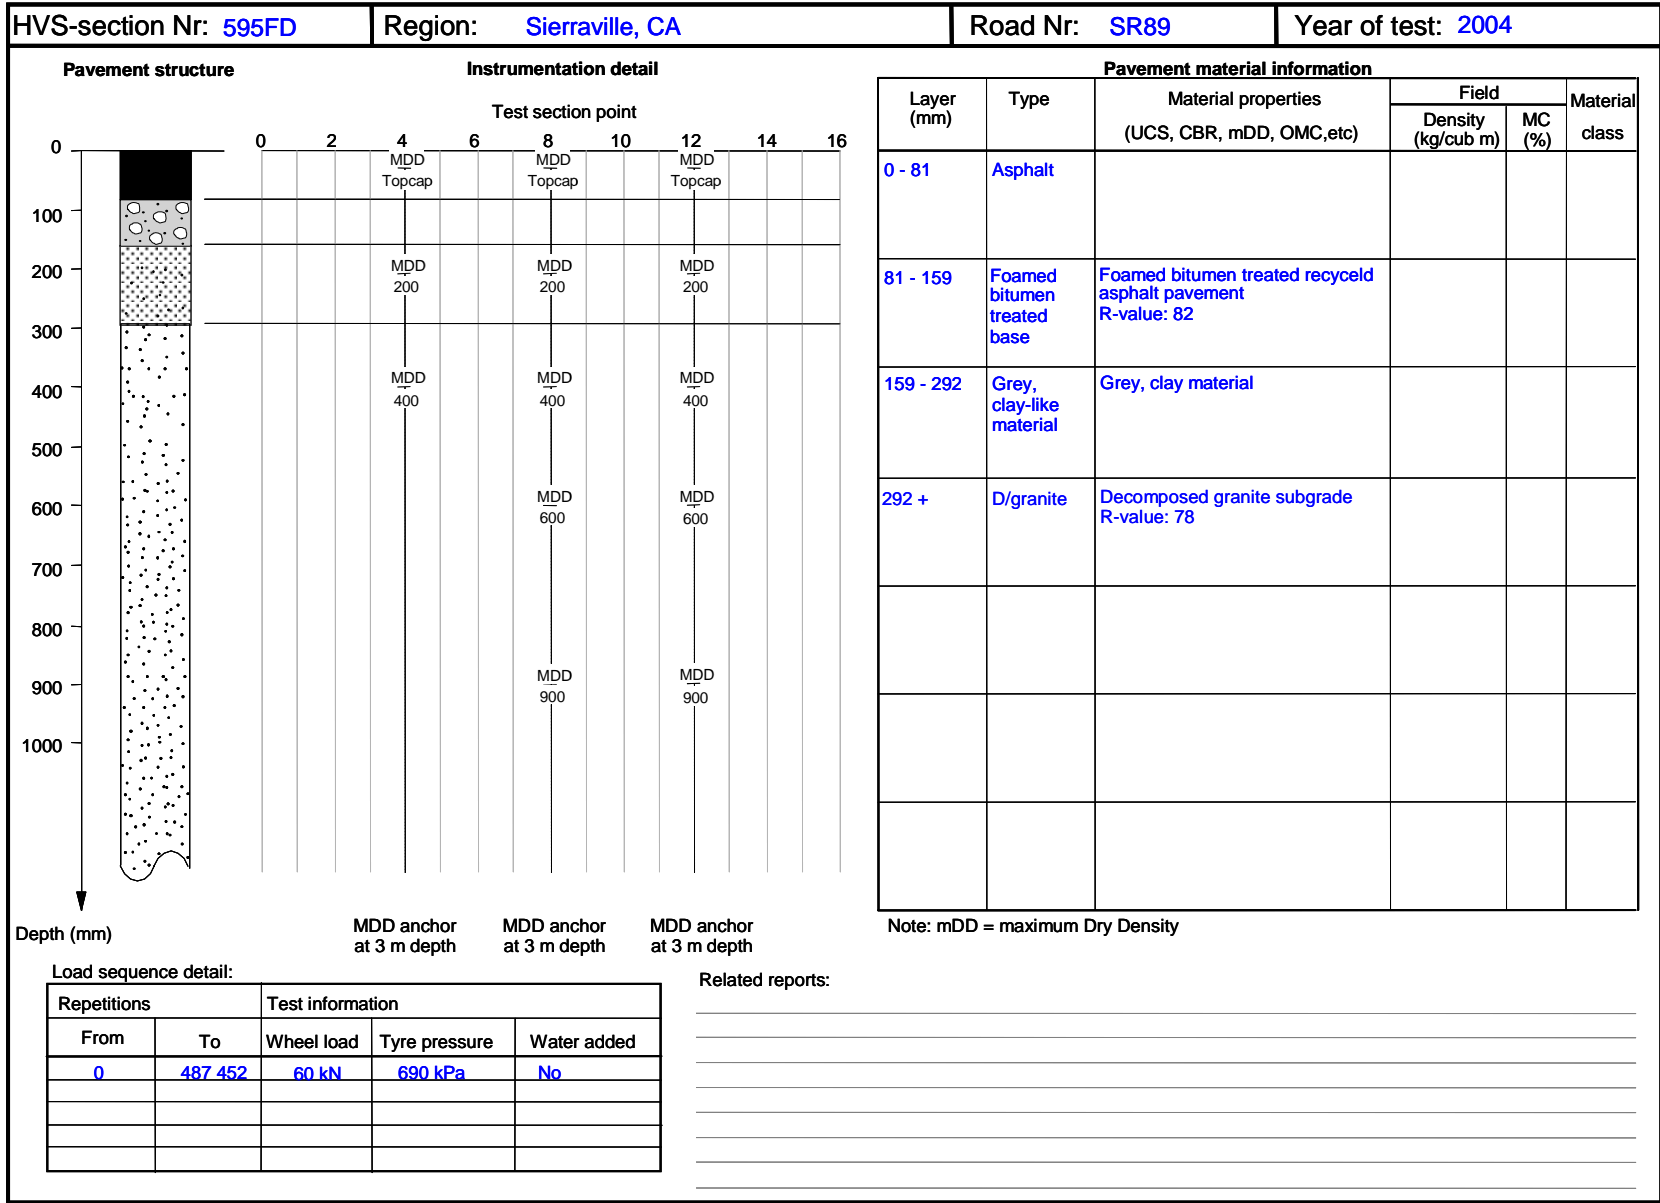 HVS-section Nr: 595FD Region: Sierraville, CA Road Nr: SR89 Year of test: 2004
Pavement structure
Instrumentation detail
Test section point
0 2 4 6 8 10 12 14 16
0
100
200
300
400
500
600
700
800
900
1000
Depth (mm)
MDD MDD MDD
Topcap Topcap Topcap
MDD MDD MDD
200 200 200
MDD MDD MDD
400 400 400
MDD MDD
600 600
MDD MDD
900 900
MDD anchor MDD anchor MDD anchor
at 3 m depth at 3 m depth at 3 m depth
Pavement material information
Layer
(mm)
Type
Material properties
(UCS, CBR, mDD, OMC,etc)
Field
Density
(kg/cub m)
MC
(%)
Material
class
0 - 81
Asphalt
81 - 159
Foamed
bitumen
treated
base
Foamed bitumen treated recyceld
asphalt pavement
R-value: 82
159 - 292
Grey,
clay-like
material
Grey, clay material
292 +
D/granite
Decomposed granite subgrade
R-value: 78
Note: mDD = maximum Dry Density
Load sequence detail:
Repetitions Test information
From To Wheel load Tyre pressure Water added
0 487 452 60 kN 690 kPa No
Related reports: